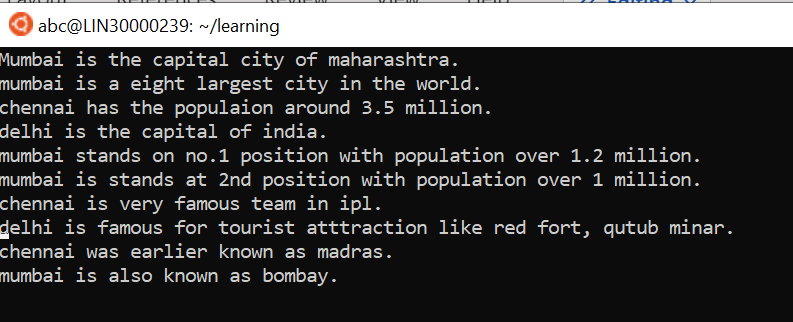 abc@LIN30000239: ~/learning
Mumbai is the capital city of maharashtra.
mumbai is a eight largest city in the world.
chennai has the populaion around 3.5 million.
delhi is the capital of india.
mumbai stands on no.1 position with population over 1.2 million.
mumbai is stands at 2nd position with population over 1 million.
chennai is very famous team in ipl.
delhi is famous for tourist atttraction like red fort, qutub minar.
chennai was earlier known as madras.
mumbai is also known as bombay.